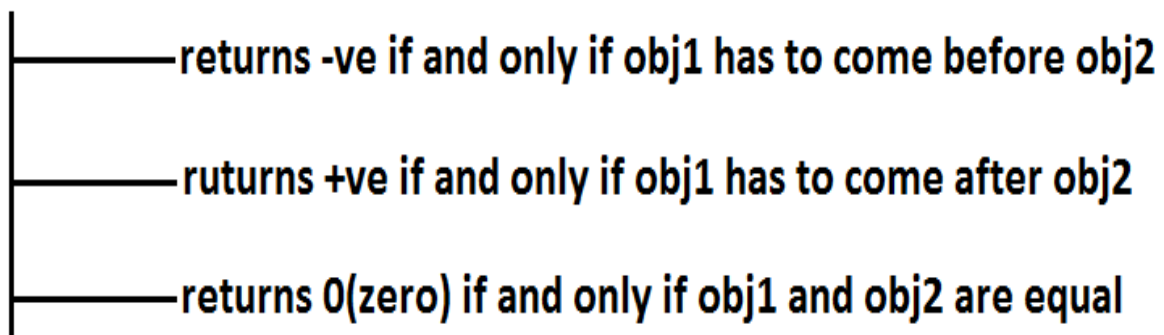 returns -ve if and only if obj1 has to come before obj2
ruturns +ve if and only if obj1 has to come after obj2
returns 0(zero) if and only if obj1 and obj2 are equal